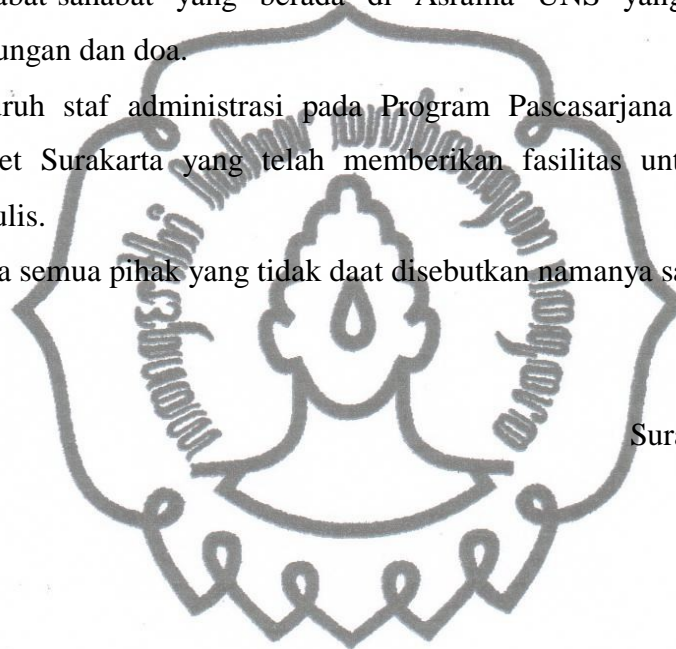 abat-sahabat yang berada di Asrama UNS yang
ungan dan doa.
uruh staf administrasi pada Program Pascasarjana
et Surakarta yang telah memberikan fasilitas unt
ulis.
a semua pihak yang tidak daat disebutkan namanya sa
Sura